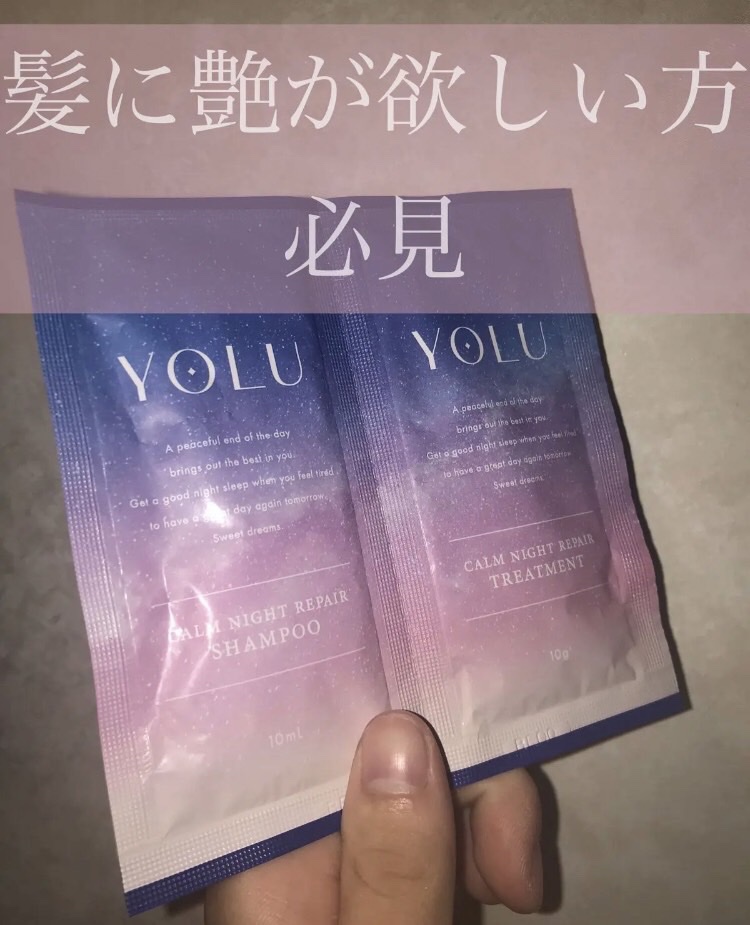 髪に艶が欲しい方
必見
YOLU
A peaceful end of the day
brings out the best in you.
Get a good night sleep when you feel tired
to have a great day again tomorrow.
Sweet dreams.
CALM NIGHT REPAIR
SHAMPOO
10mL
YOLU
A peaceful end of the day
brings out the best in you.
Get a good night sleep when you feel tired
to have a great day again tomorrow.
Sweet dreams.
CALM NIGHT REPAIR
TREATMENT
10g